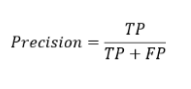 Precision = TP / (TP + FP)